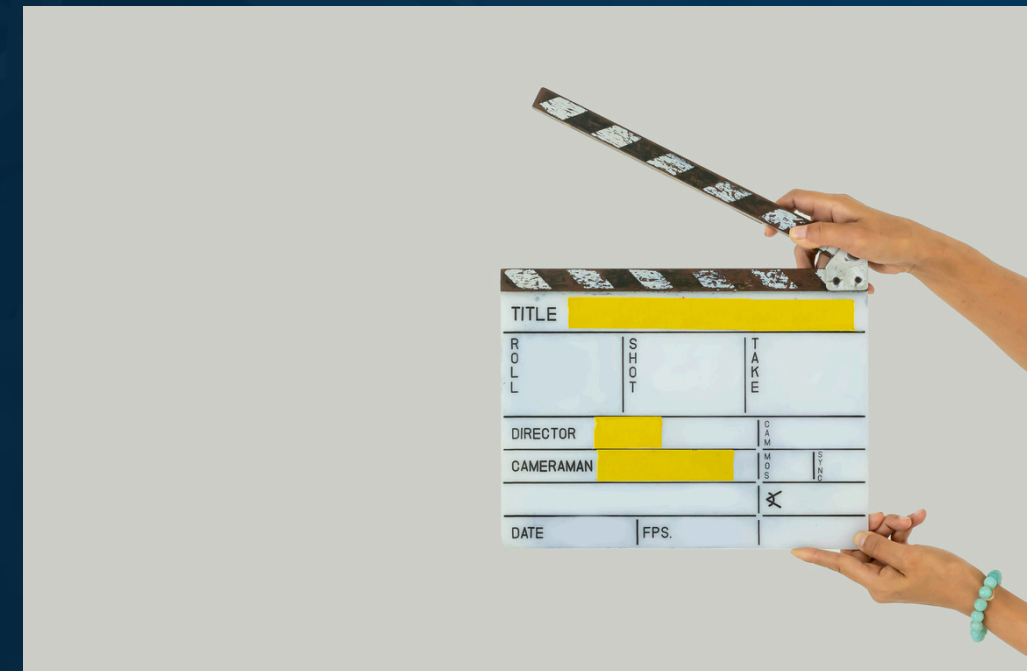 TITLE
ROLL SHOT TAKE
DIRECTOR CAM
CAMERAMAN MOS SYNC
DATE FPS.